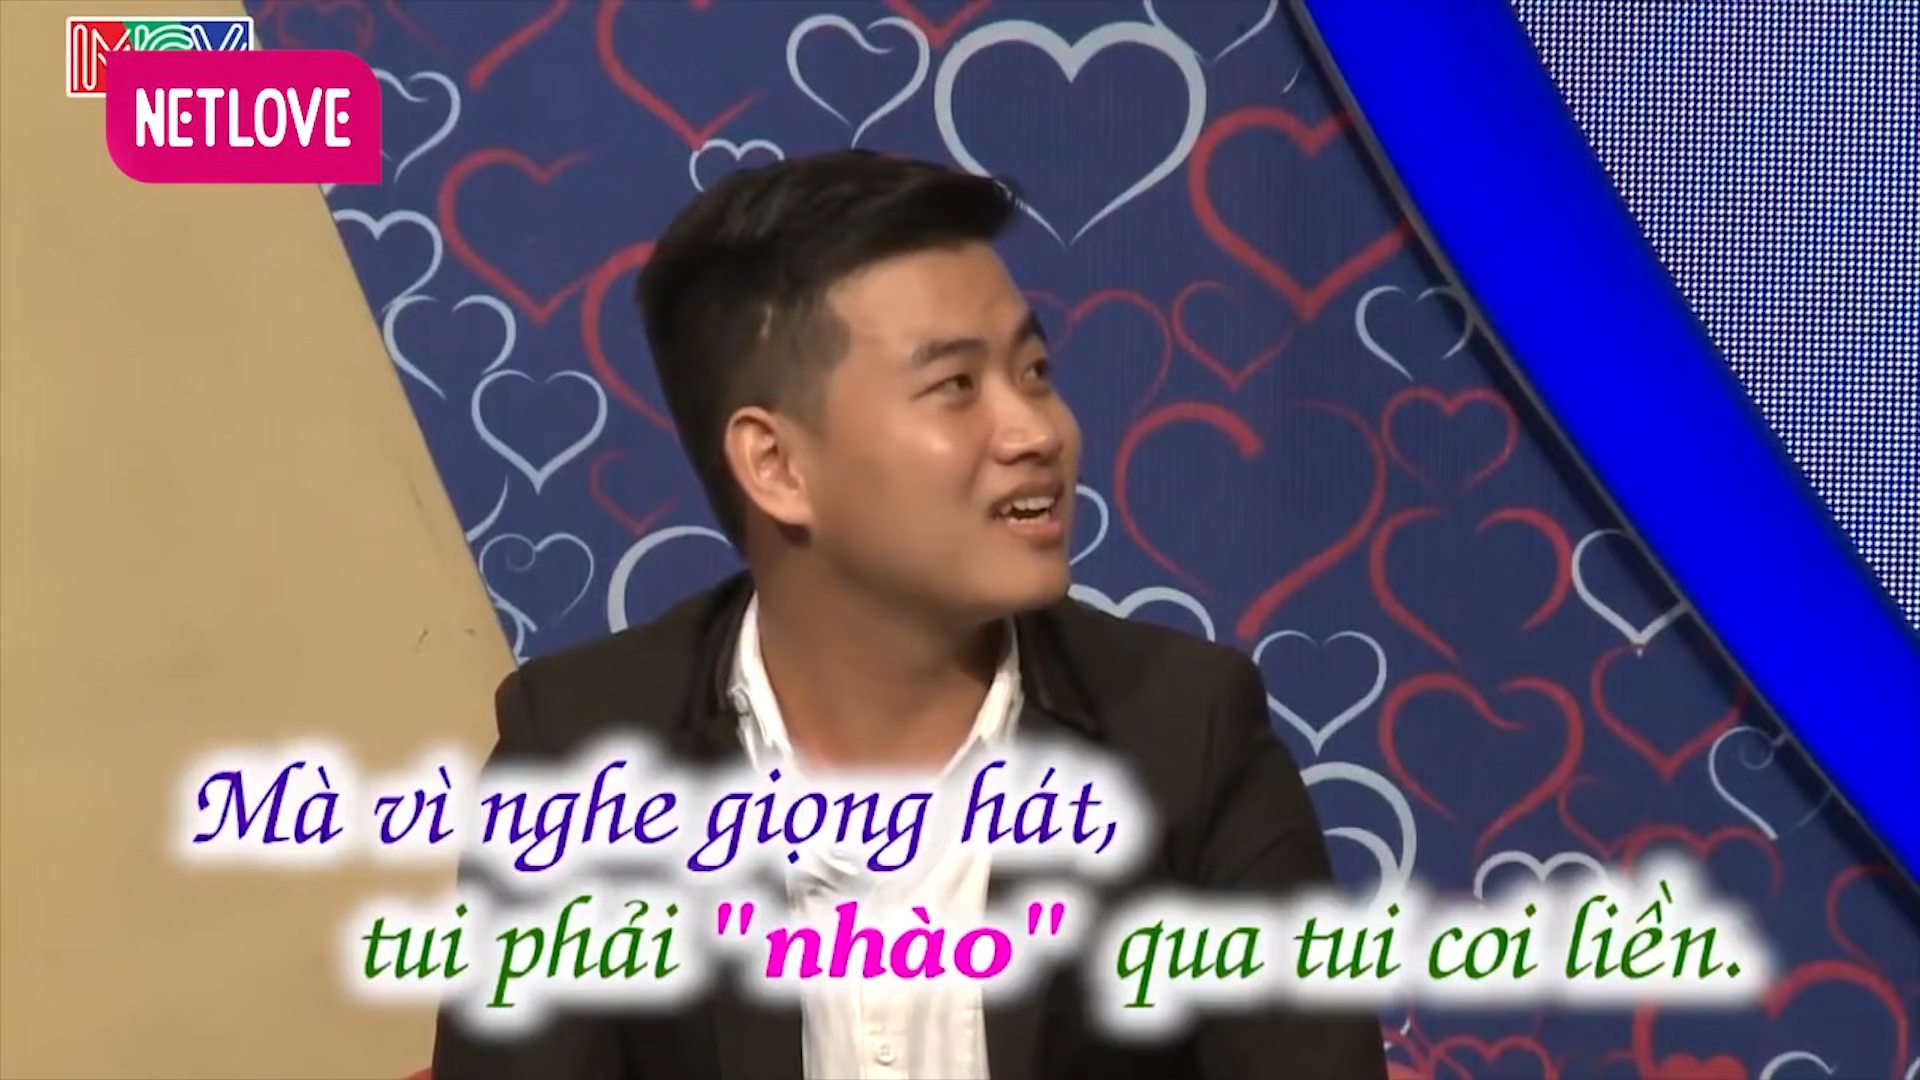 NETLOVE
Mà vì nghe giọng hát,
tui phải "nhào" qua tui coi liền.